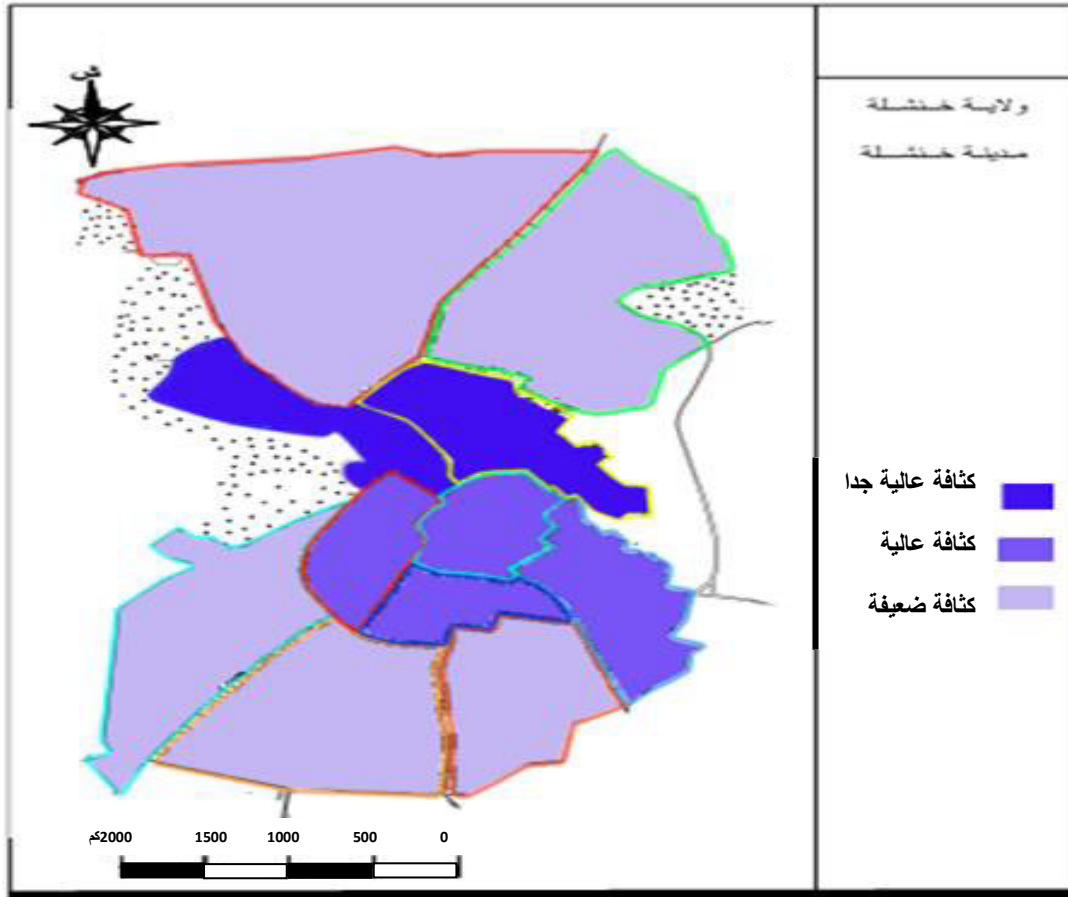 ش
ولاية خنشلة
مدينة خنشلة
كثافة عالية جدا
كثافة عالية
كثافة ضعيفة
0 500 1000 1500 2000كم